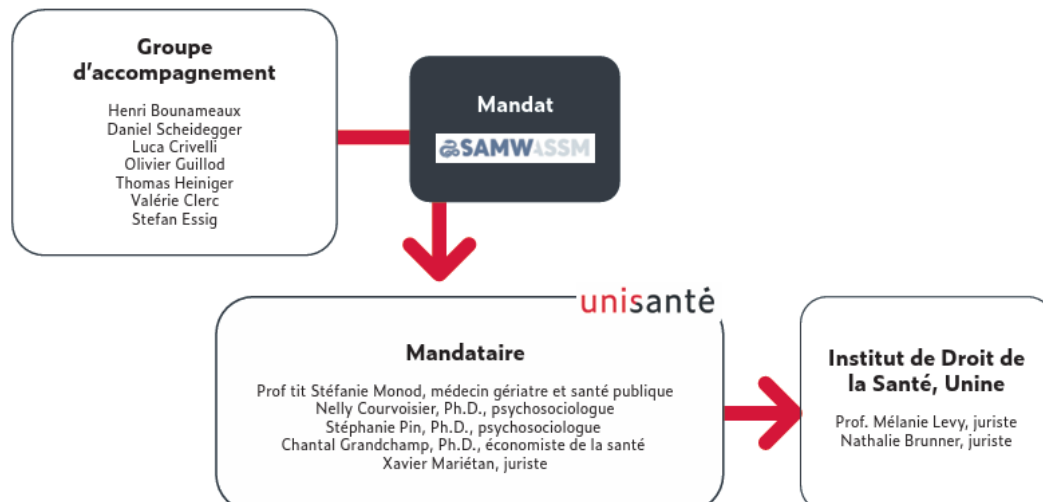 Groupe
d'accompagnement
Henri Bounameaux
Daniel Scheidegger
Luca Crivelli
Olivier Guillod
Thomas Heiniger
Valérie Clerc
Stefan Essig
Mandat
SAMWASSM
unisanté
Mandataire
Prof tit Stéfanie Monod, médecin gériatre et santé publique
Nelly Courvoisier, Ph.D., psychosociologue
Stéphanie Pin, Ph.D., psychosociologue
Chantal Grandchamp, Ph.D., économiste de la santé
Xavier Mariétan, juriste
Institut de Droit de
la Santé, Unine
Prof. Mélanie Levy, juriste
Nathalie Brunner, juriste